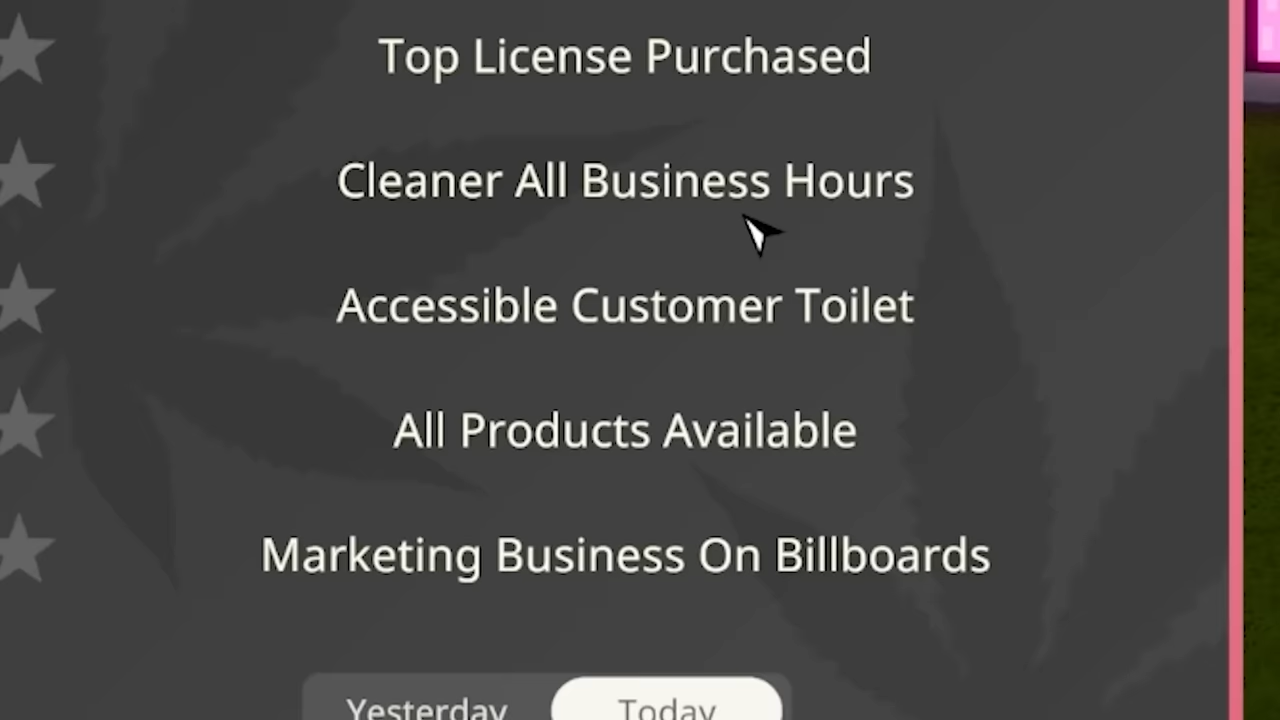 Top License Purchased
Cleaner All Business Hours
Accessible Customer Toilet
All Products Available
Marketing Business On Billboards
Yesterday Today